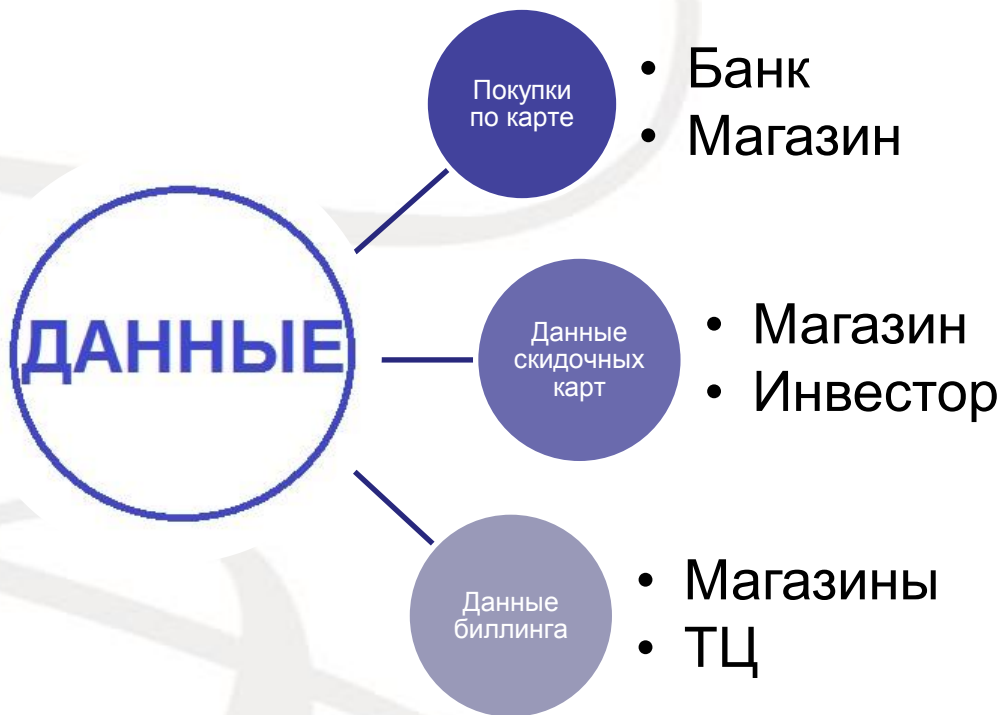 ДАННЫЕ
Покупки
по карте
• Банк
• Магазин
Данные
скидочных
карт
• Магазин
• Инвестор
Данные
биллинга
• Магазины
• ТЦ